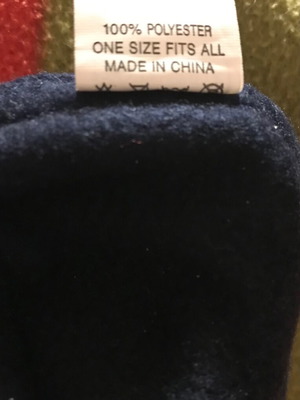 100% POLYESTER
ONE SIZE FITS ALL
MADE IN CHINA